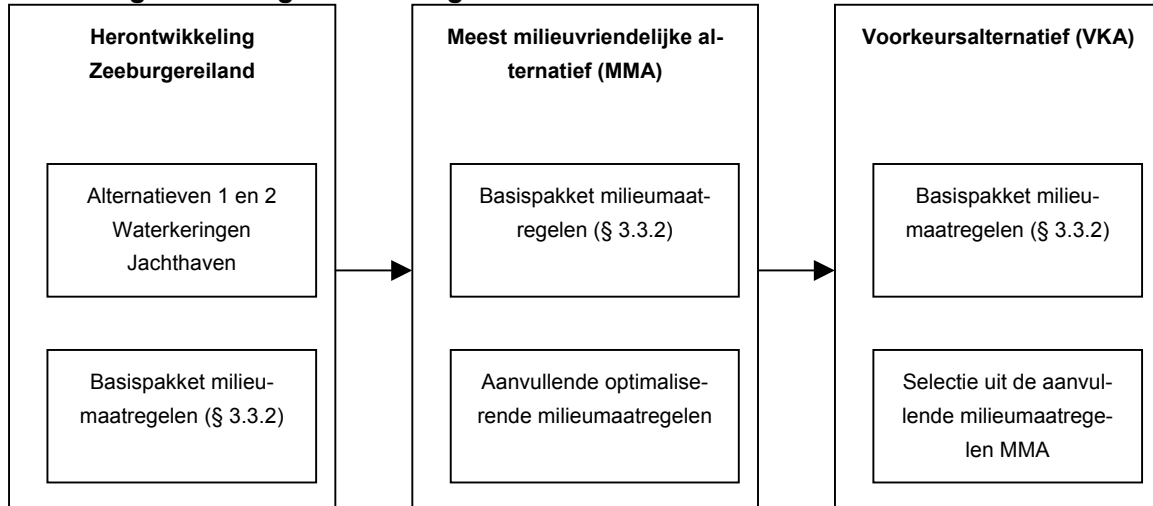 Herontwikkeling
Zeeburgereiland
Alternatieven 1 en 2
Waterkeringen
Jachthaven
Basispakket milieu-
maatregelen (§ 3.3.2)
Meest milieuvriendelijke al-
ternatief (MMA)
Basispakket milieumaat-
regelen (§ 3.3.2)
Aanvullende optimalise-
rende milieumaatregelen
Voorkeursalternatief (VKA)
Basispakket milieu-
maatregelen (§ 3.3.2)
Selectie uit de aanvul-
lende milieumaatrege-
len MMA